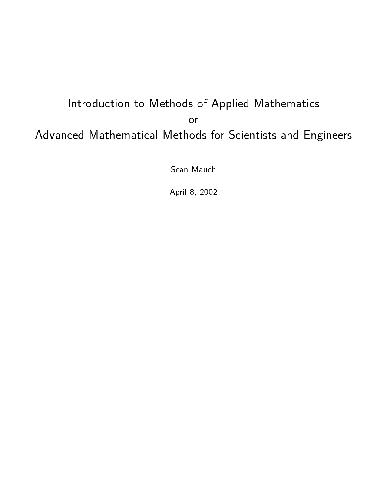 Introduction to Methods of Applied Mathematics
or
Advanced Mathematical Methods for Scientists and Engineers
Sean Mauch
April 8, 2002